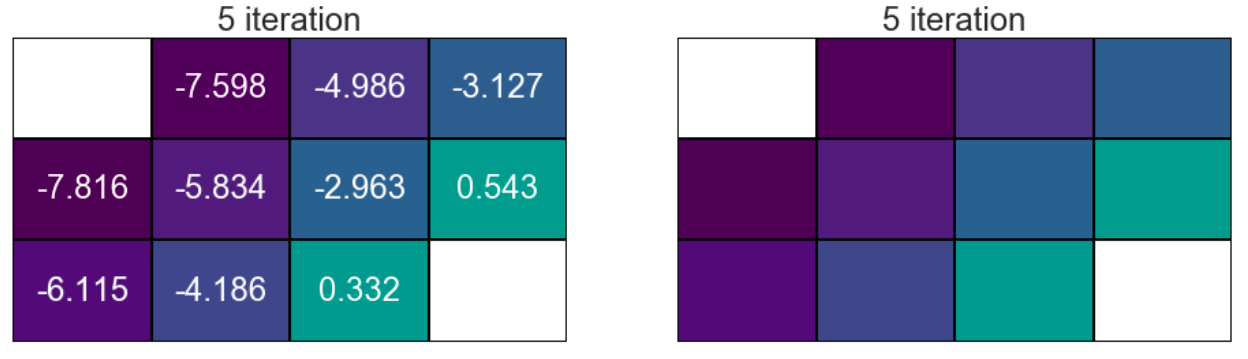 5 iteration
-7.598 -4.986 -3.127
-7.816 -5.834 -2.963 0.543
-6.115 -4.186 0.332
5 iteration